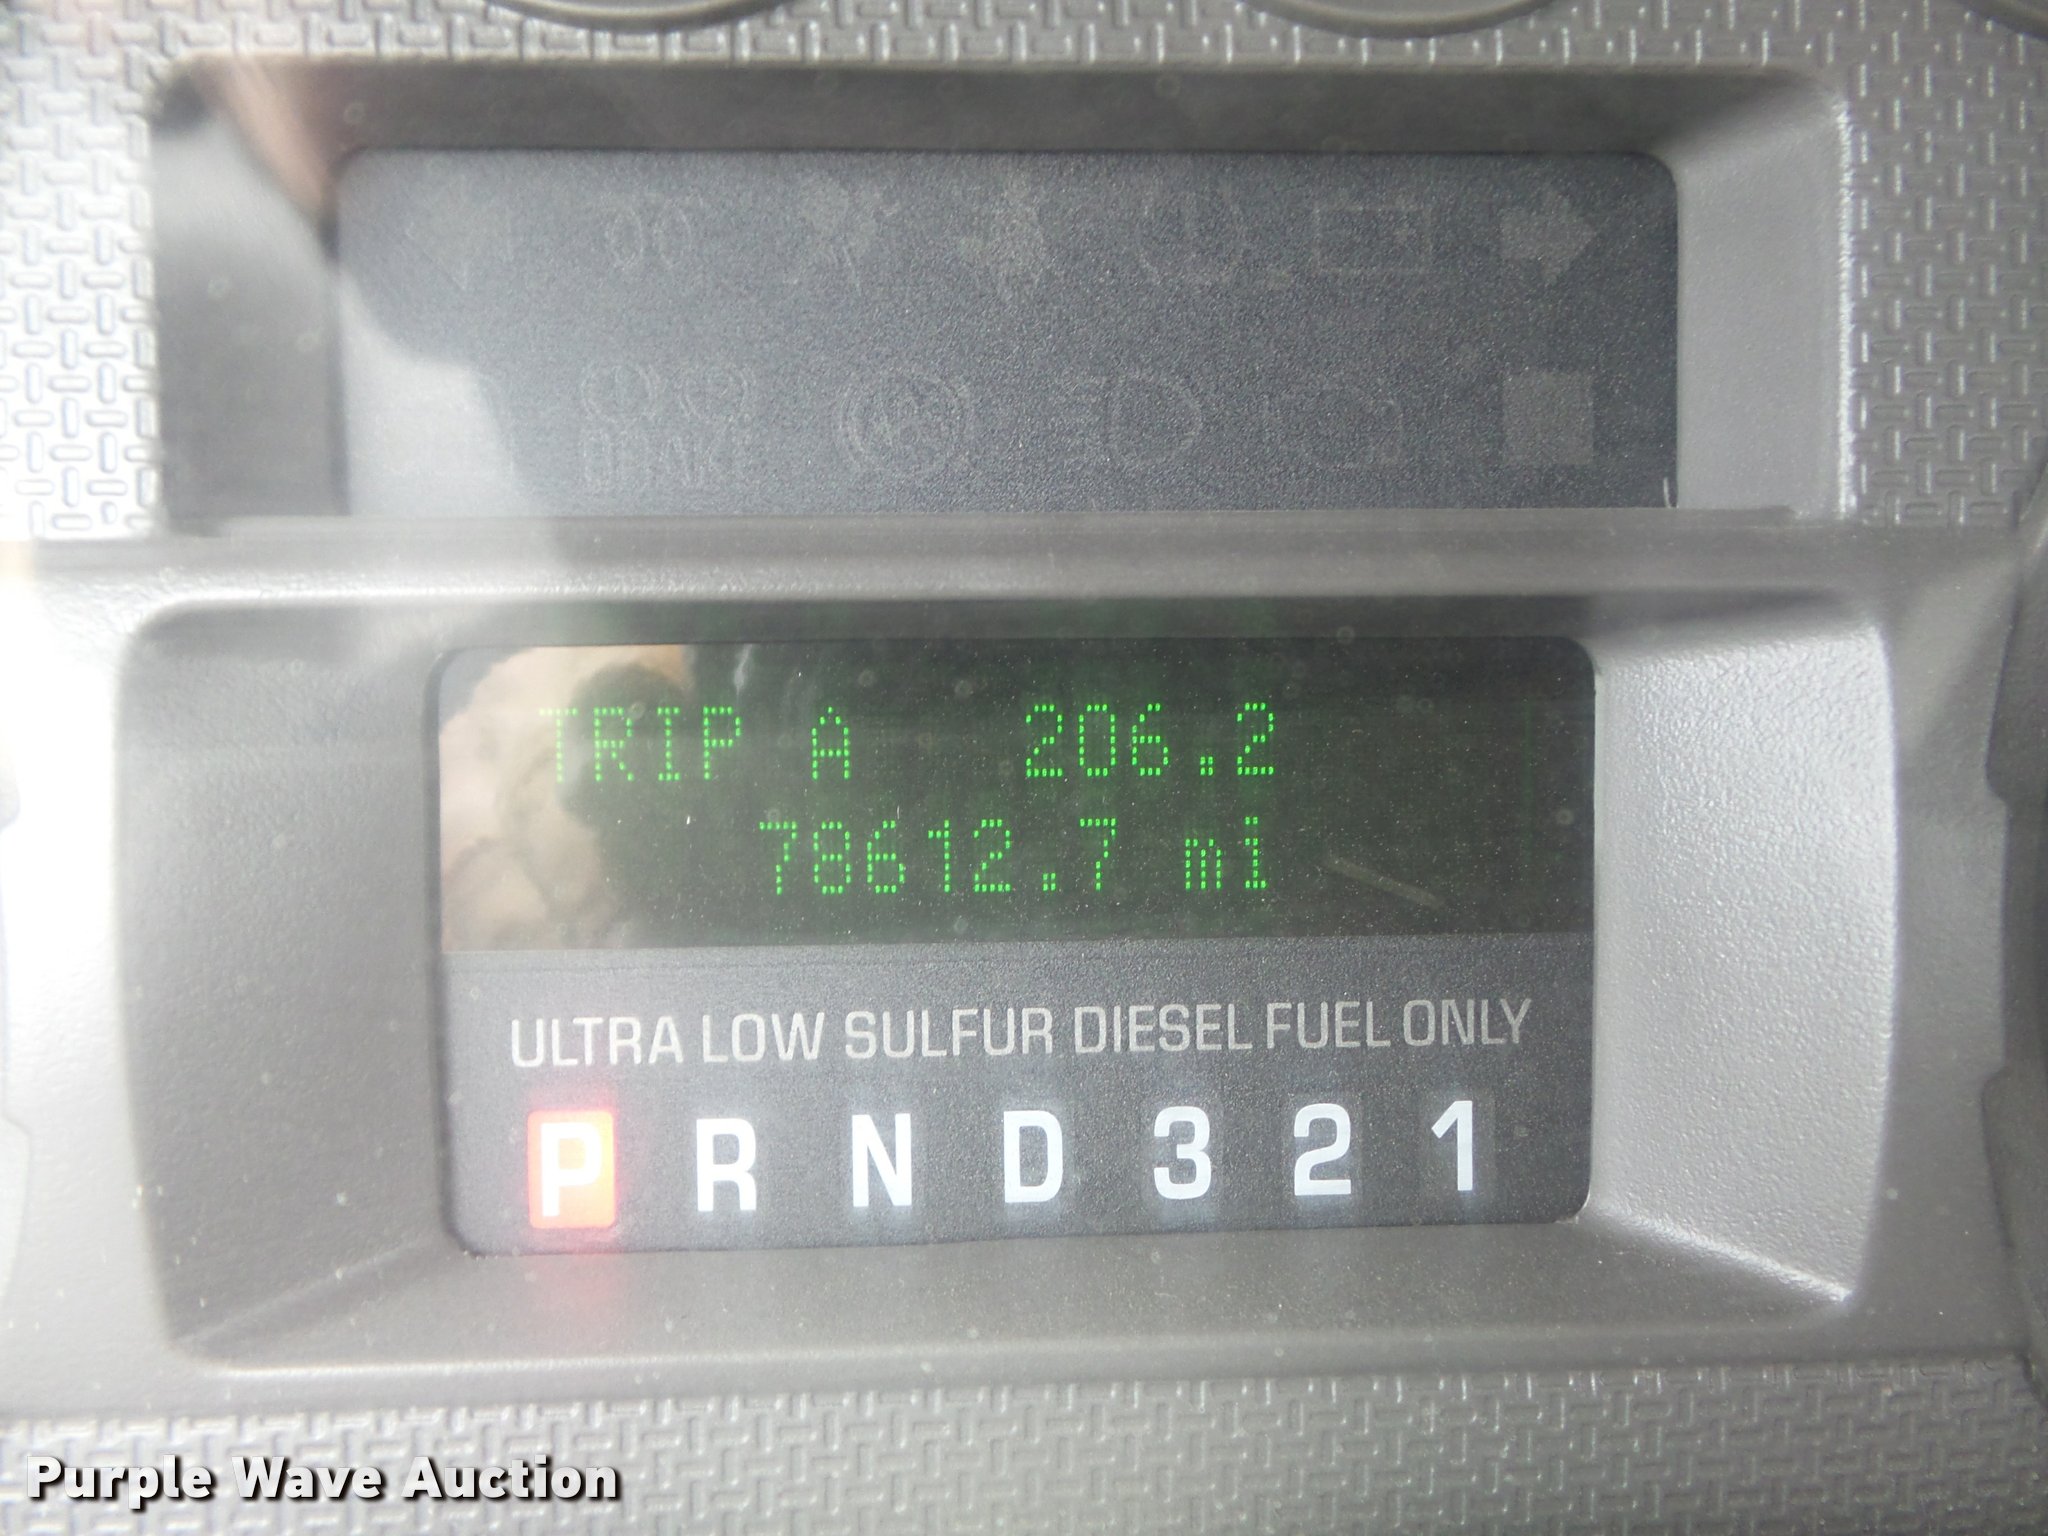 TRIP A 206.2
78612.7 mi
ULTRA LOW SULFUR DIESEL FUEL ONLY
P R N D 3 2 1
Purple Wave Auction